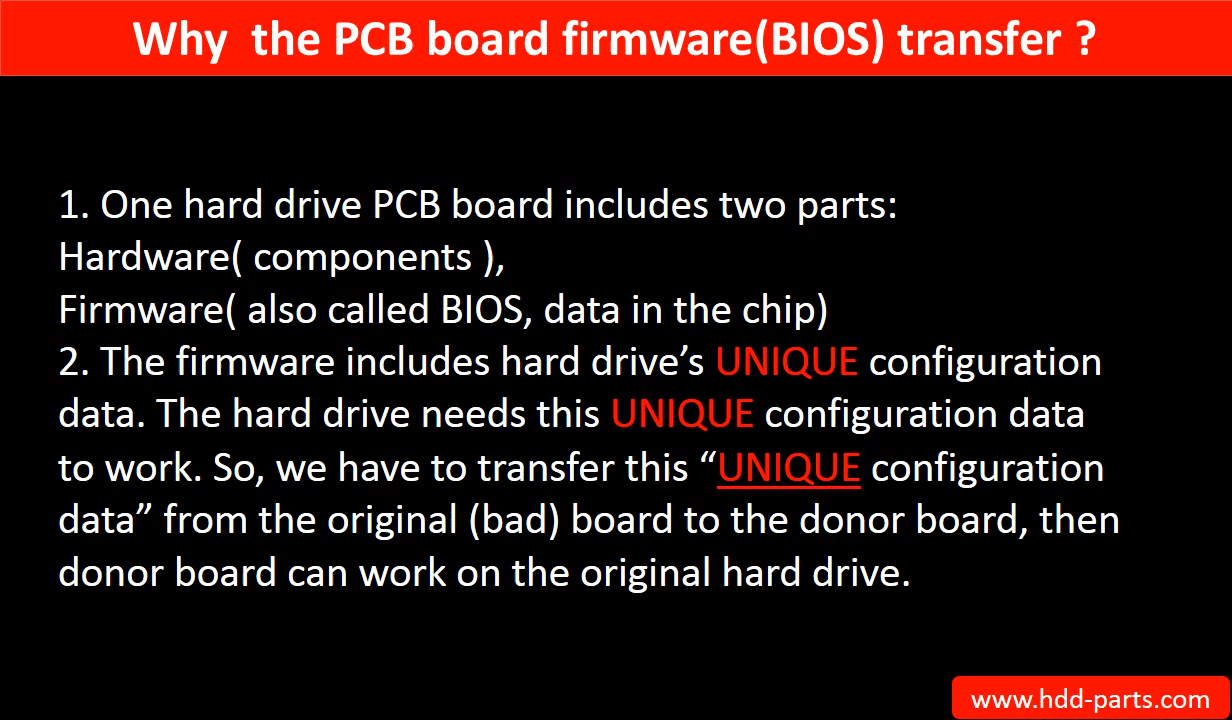 Why  the PCB board firmware(BIOS) transfer ?
1. One hard drive PCB board includes two parts:
Hardware( components ),
Firmware( also called BIOS, data in the chip)
2. The firmware includes hard drive’s UNIQUE configuration
data. The hard drive needs this UNIQUE configuration data
to work. So, we have to transfer this “UNIQUE configuration
data” from the original (bad) board to the donor board, then
donor board can work on the original hard drive.
www.hdd-parts.com